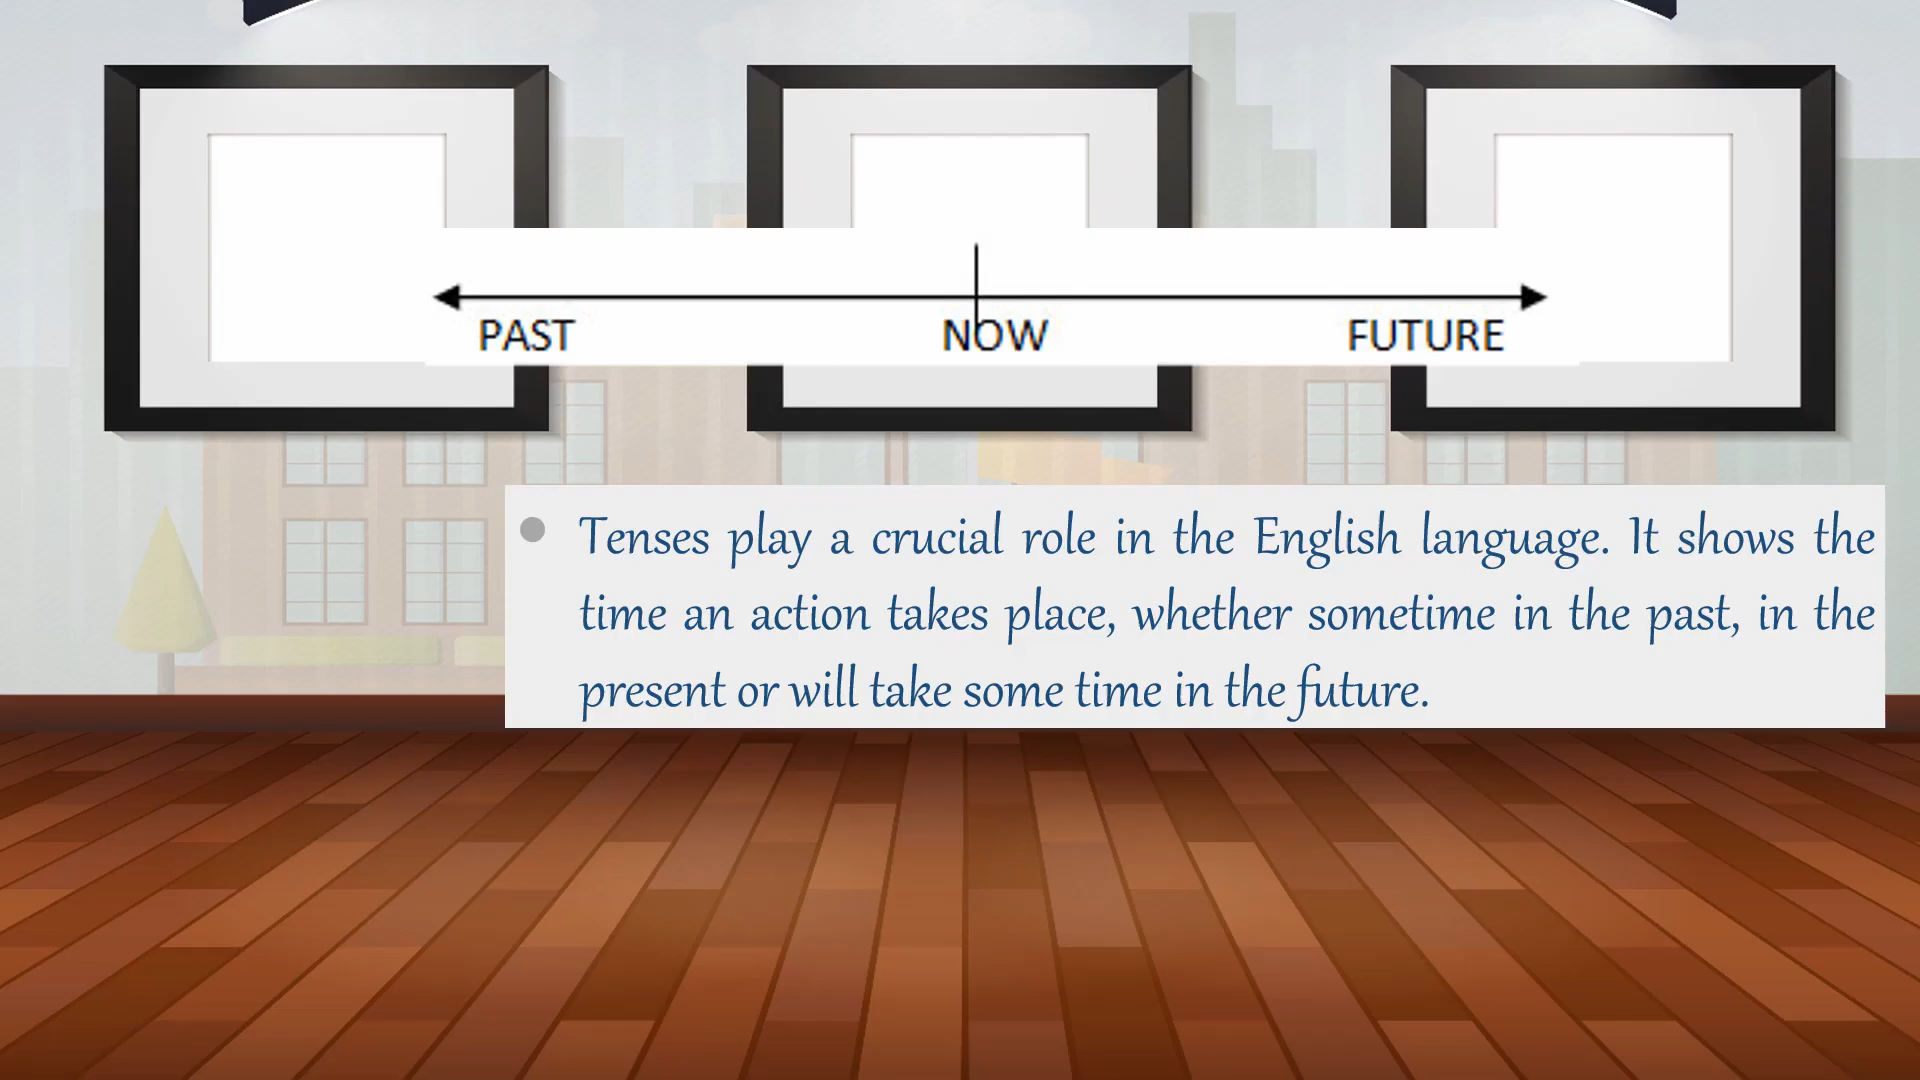 PAST NOW FUTURE
Tenses play a crucial role in the English language. It shows the
time an action takes place, whether sometime in the past, in the
present or will take some time in the future.